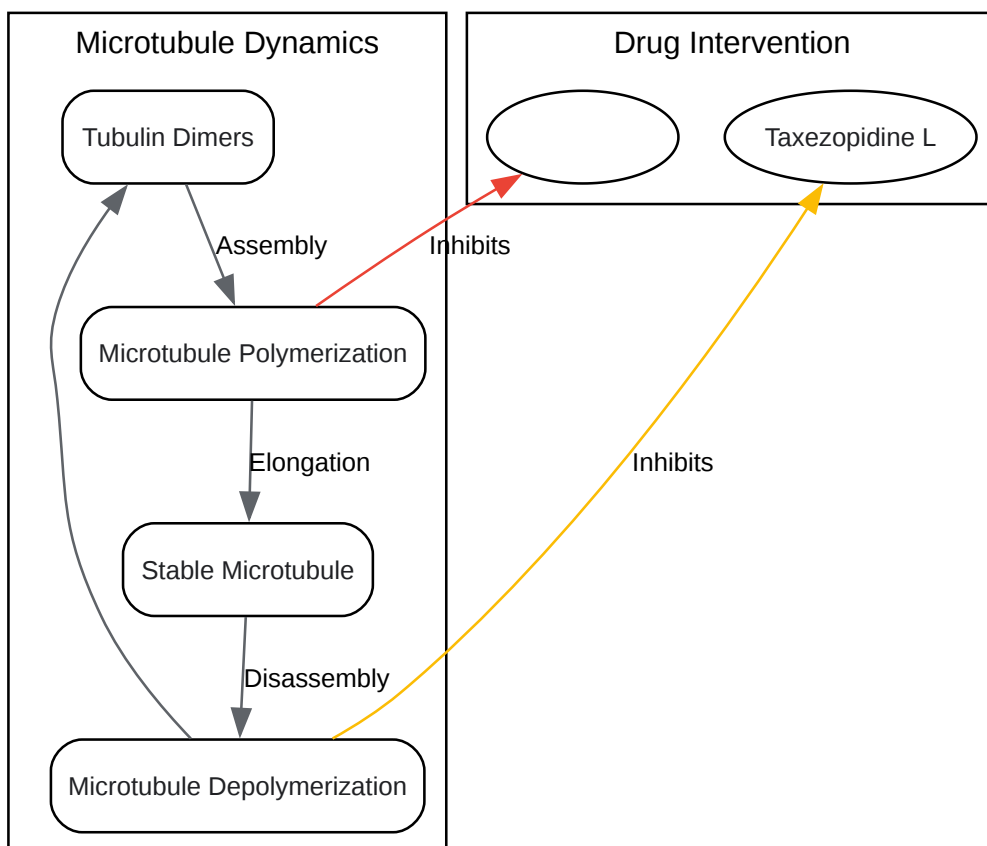 Microtubule Dynamics
Drug Intervention
Tubulin Dimers
Taxezopidine L
Assembly
Inhibits
Microtubule Polymerization
Elongation
Inhibits
Stable Microtubule
Disassembly
Microtubule Depolymerization